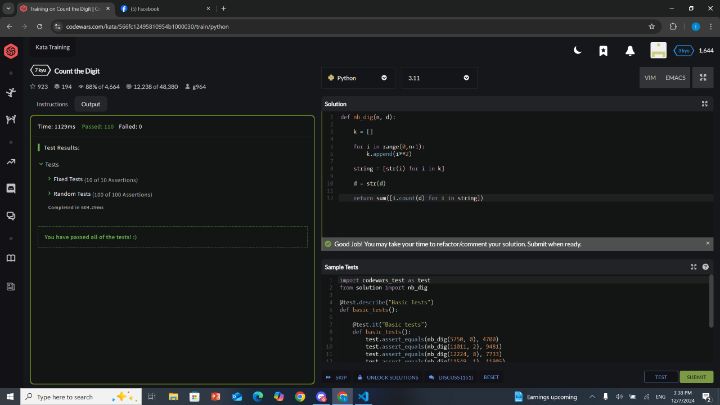 Training on Count the Digit | C
(3) Facebook
codewars.com/kata/566fc12495810954b1000030/train/python
Kata Training
7 kyu
1,644
7 kyu
Count the Digit
923 194 88% of 4,664 12,238 of 48,380 g964
Python
3.11
VIM
EMACS
Instructions
Output
Time: 1129ms Passed: 110 Failed: 0
Test Results:
Tests
Fixed Tests (10 of 10 Assertions)
Random Tests (100 of 100 Assertions)
You have passed all of the tests! :)
Solution
def nb_dig(n, d):
k = []
for i in range(0,n+1):
k.append(i**2)
string = [str(i) for i in k]
d = str(d)
return sum([i.count(d) for i in string])
Good Job! You may take your time to refactor/comment your solution. Submit when ready.
Sample Tests
import codewars_test as test
from solution import nb_dig
@test.describe("Basic Tests")
def basic_tests():
@test.it("Basic tests")
def basic_tests():
test.assert_equals(nb_dig(5750, 0), 4700)
test.assert_equals(nb_dig(11011, 2), 9481)
test.assert_equals(nb_dig(12224, 8), 7733)
SKIP
UNLOCK SOLUTIONS
DISCUSS (151)
RESET
TEST
SUBMIT
Type here to search
Earnings upcoming
ENG
2:38 PM
12/7/2024